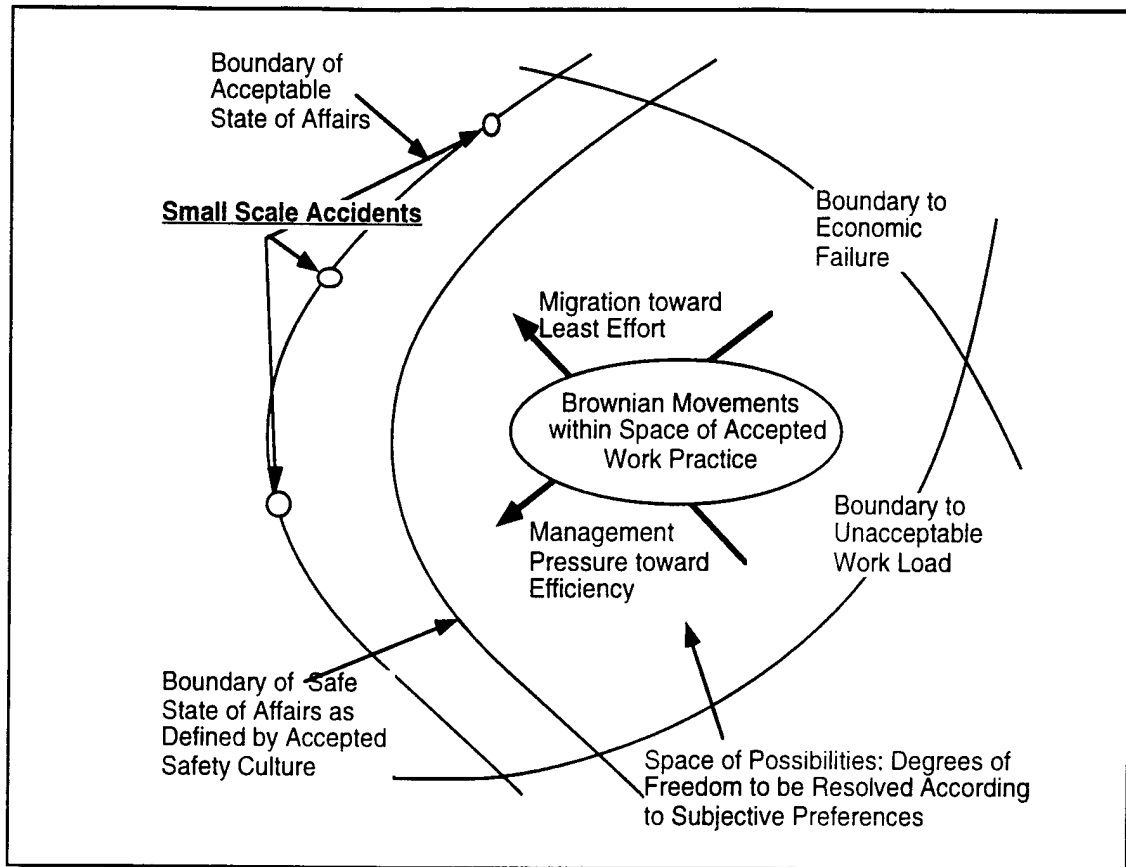 Boundary of
Acceptable
State of Affairs
Small Scale Accidents
Boundary to
Economic
Failure
Migration toward
Least Effort
Brownian Movements
within Space of Accepted
Work Practice
Management
Pressure toward
Efficiency
Boundary to
Unacceptable
Work Load
Boundary of Safe
State of Affairs as
Defined by Accepted
Safety Culture
Space of Possibilities: Degrees of
Freedom to be Resolved According
to Subjective Preferences